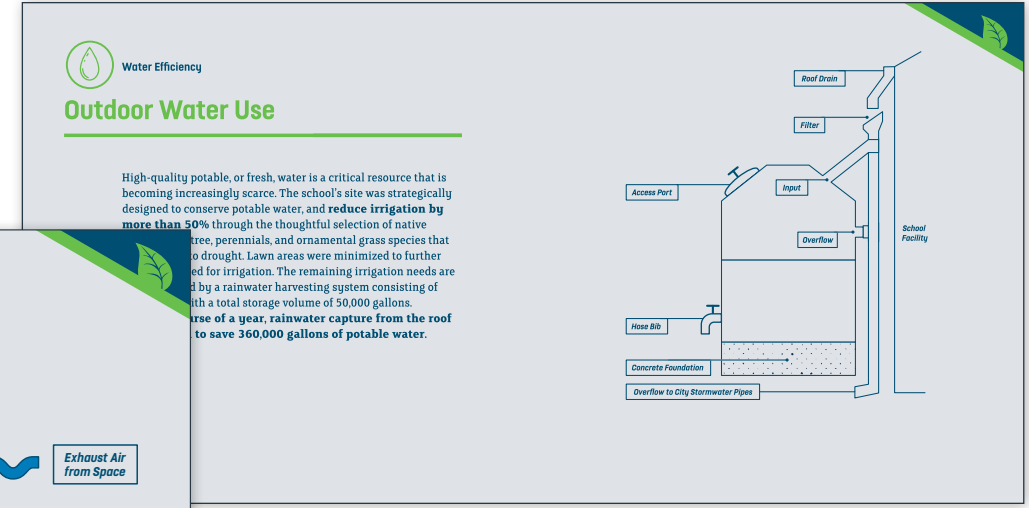 Water Efficiency
Outdoor Water Use
High-quality potable, or fresh, water is a critical resource that is
becoming increasingly scarce. The school's site was strategically
designed to conserve potable water, and reduce irrigation by
more than 50% through the thoughtful selection of native
tree, perennials, and ornamental grass species that
to drought. Lawn areas were minimized to further
for irrigation. The remaining irrigation needs are
by a rainwater harvesting system consisting of
with a total storage volume of 50,000 gallons.
of a year, rainwater capture from the roof
to save 360,000 gallons of potable water.
Roof Drain
Filter
Access Port
Input
Overflow
School
Facility
Hose Bib
Concrete Foundation
Overflow to City Stormwater Pipes
Exhaust Air
from Space